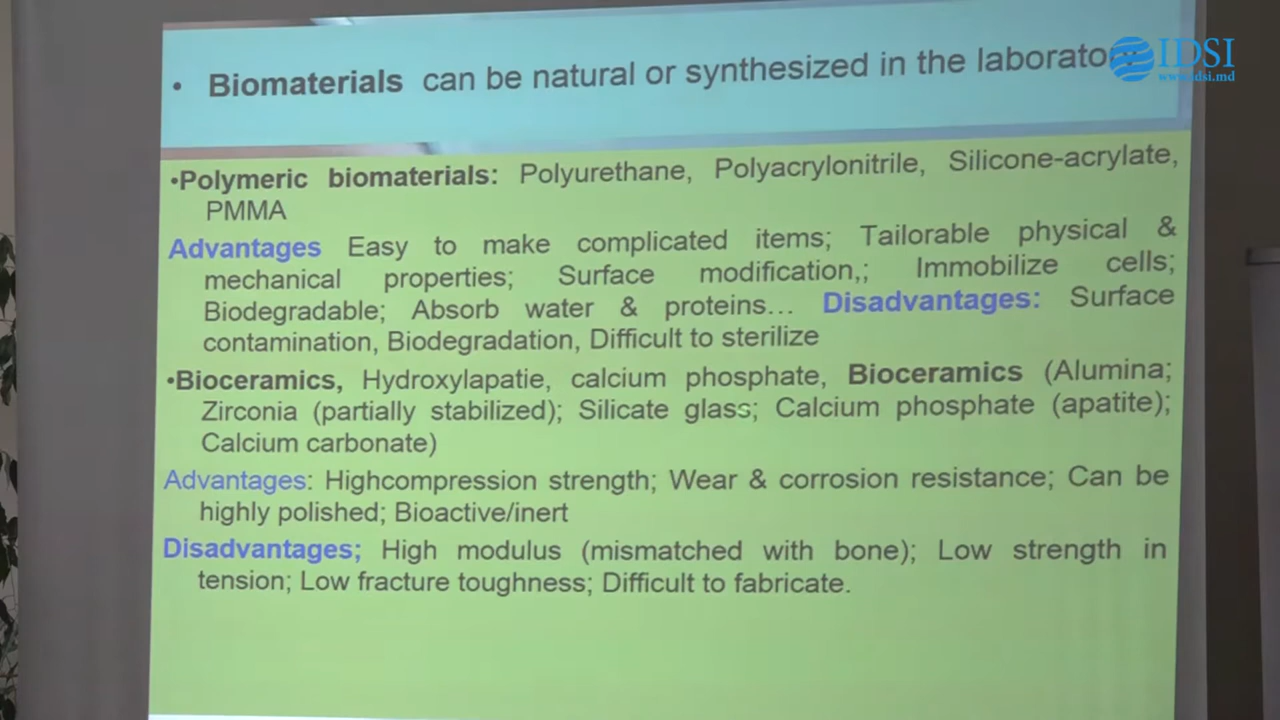 • Biomaterials can be natural or synthesized in the
IDSI
www.idsi.md
•Polymeric biomaterials: Polyurethane, Polyacrylonitrile, Silicone-acrylate,
PMMA
Advantages Easy to make complicated items; Tailorable physical &
mechanical properties; Surface modification,; Immobilize cells;
Biodegradable; Absorb water & proteins… Disadvantages: Surface
contamination, Biodegradation, Difficult to sterilize
•Bioceramics, Hydroxylapatie, calcium phosphate, Bioceramics (Alumina;
Zirconia (partially stabilized); Silicate glass; Calcium phosphate (apatite);
Calcium carbonate)
Advantages: Highcompression strength; Wear & corrosion resistance; Can be
highly polished; Bioactive/inert
Disadvantages; High modulus (mismatched with bone); Low strength in
tension; Low fracture toughness; Difficult to fabricate.